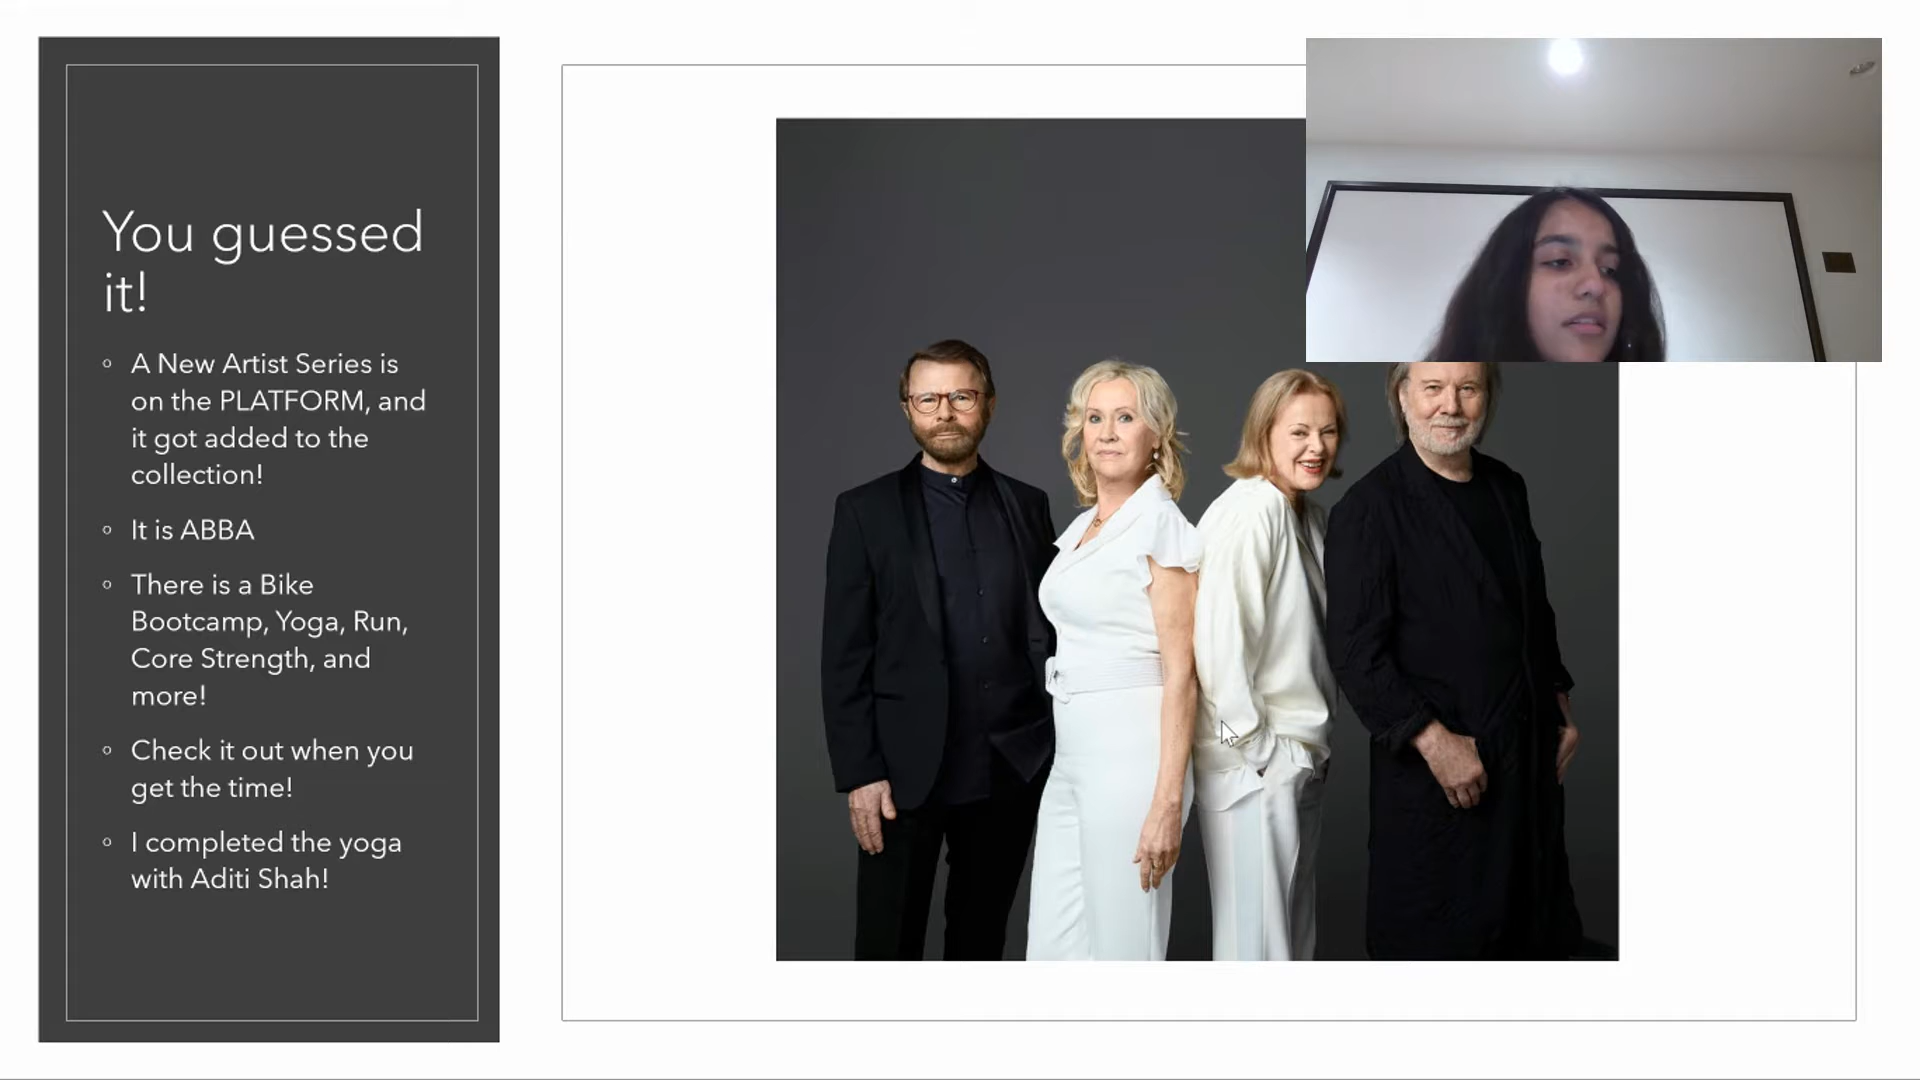 You guessed
it!
A New Artist Series is
on the PLATFORM, and
it got added to the
collection!
It is ABBA
There is a Bike
Bootcamp, Yoga, Run,
Core Strength, and
more!
Check it out when you
get the time!
I completed the yoga
with Aditi Shah!